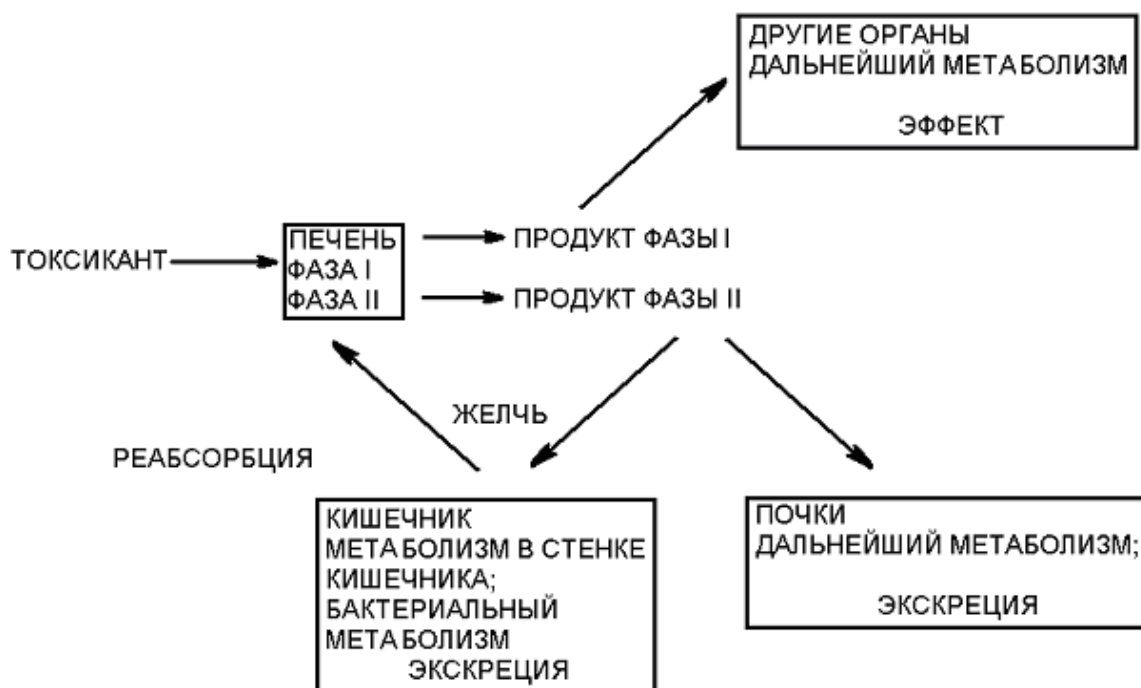 ДРУГИЕ ОРГАНЫ
ДАЛЬНЕЙШИЙ МЕТАБОЛИЗМ
ЭФФЕКТ
ТОКСИКАНТ
ПЕЧЕНЬ
ФАЗА I
ФАЗА II
ПРОДУКТ ФАЗЫ I
ПРОДУКТ ФАЗЫ II
ЖЕЛЧЬ
РЕАБСОРБЦИЯ
КИШЕЧНИК
МЕТАБОЛИЗМ В СТЕНКЕ
КИШЕЧНИКА;
БАКТЕРИАЛЬНЫЙ
МЕТАБОЛИЗМ
ЭКСКРЕЦИЯ
ПОЧКИ
ДАЛЬНЕЙШИЙ МЕТАБОЛИЗМ;
ЭКСКРЕЦИЯ